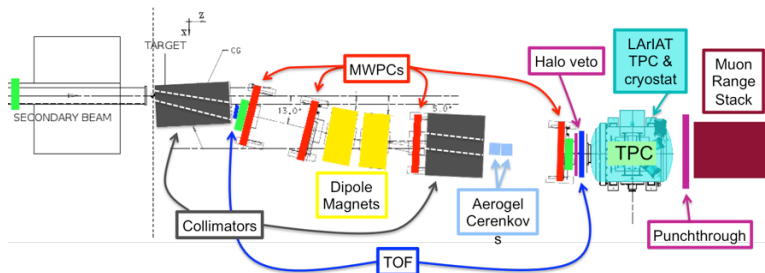 Z
X
TARGET
CG
MWPCs
Halo veto
LArIAT
TPC &
cryostat
Muon
Range
Stack
13.0°
5.0°
SECONDARY BEAM
TPC
Dipole
Magnets
Aerogel
Cerenkov
s
Collimators
Punchthrough
TOF